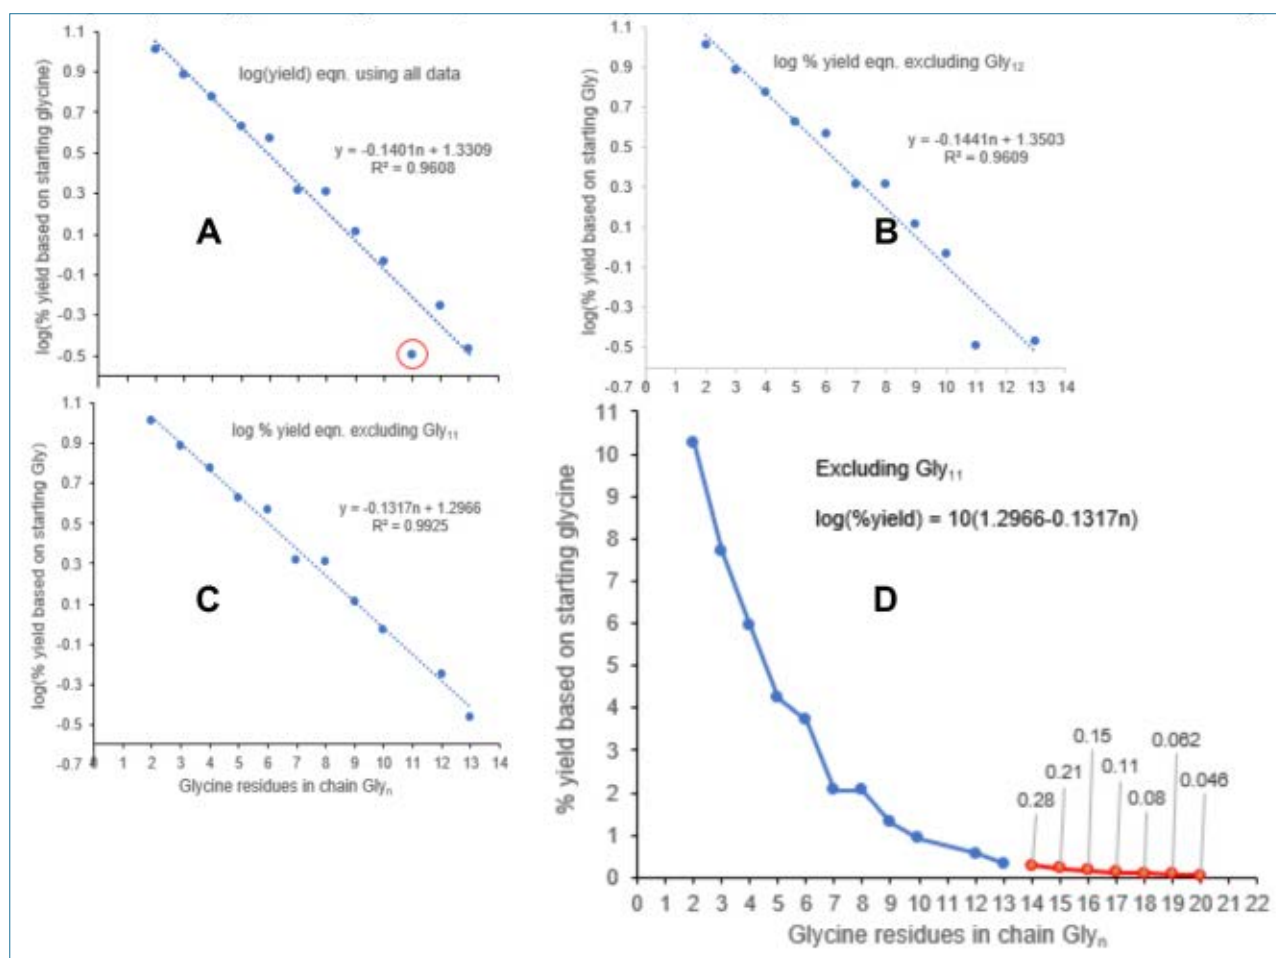 1.1
0.9
0.7
0.5
0.3
0.1
-0.1
-0.3
-0.5
log(% yield based on starting glycine)
log(yield) eqn. using all data
y = -0.1401n + 1.3309
R² = 0.9608
A
1.1
0.9
0.7
0.5
0.3
0.1
-0.1
-0.3
-0.5
-0.7
log(% yield based on starting Gly)
log % yield eqn. excluding Gly₁₂
y = -0.1441n + 1.3503
R² = 0.9609
B
0 1 2 3 4 5 6 7 8 9 10 11 12 13 14
1.1
0.9
0.7
0.5
0.3
0.1
-0.1
-0.3
-0.5
-0.7
log(% yield based on starting Gly)
log % yield eqn. excluding Gly₁₁
y = -0.1317n + 1.2966
R² = 0.9925
C
0 1 2 3 4 5 6 7 8 9 10 11 12 13 14
Glycine residues in chain Glyₙ
11
10
9
8
7
6
5
4
3
2
1
0
% yield based on starting glycine
Excluding Gly₁₁
log(%yield) = 10(1.2966-0.1317n)
D
0.28
0.21
0.15
0.11
0.08
0.062
0.046
0 1 2 3 4 5 6 7 8 9 10 11 12 13 14 15 16 17 18 19 20 21 22
Glycine residues in chain Glyₙ